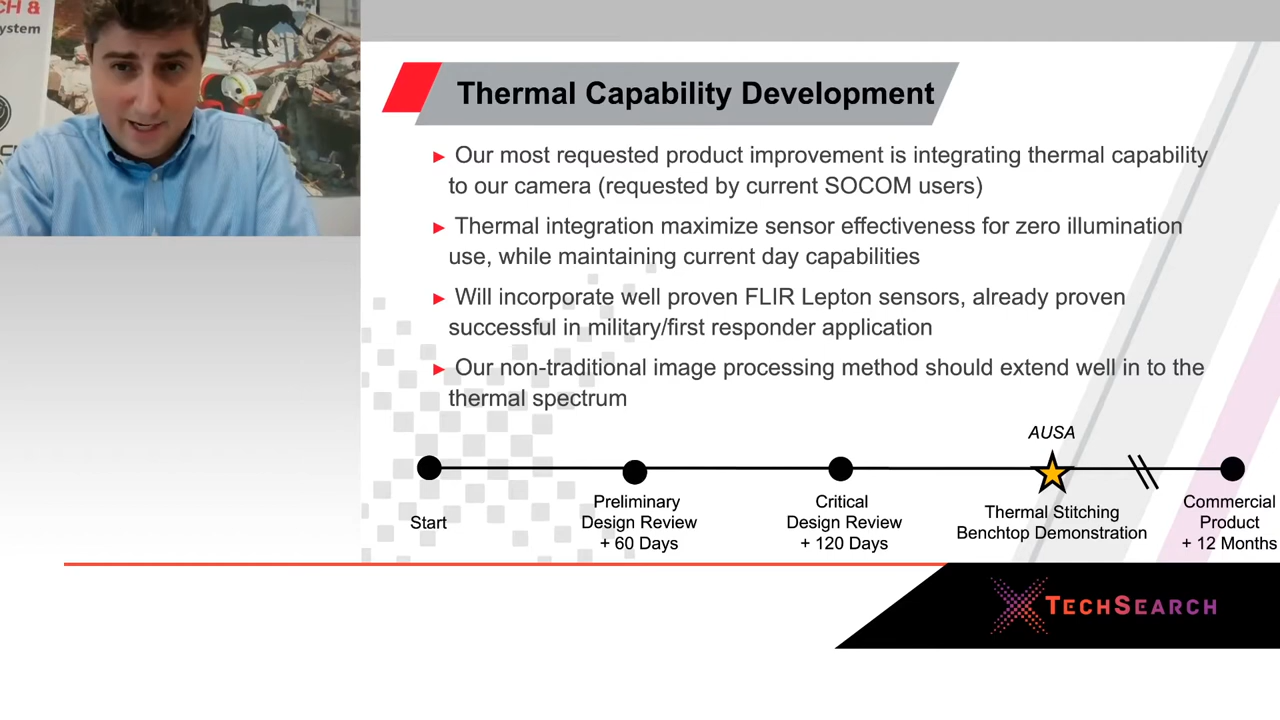 CH &
ystem
Thermal Capability Development
Our most requested product improvement is integrating thermal capability
to our camera (requested by current SOCOM users)
Thermal integration maximize sensor effectiveness for zero illumination
use, while maintaining current day capabilities
Will incorporate well proven FLIR Lepton sensors, already proven
successful in military/first responder application
Our non-traditional image processing method should extend well in to the
thermal spectrum
AUSA
Start
Preliminary
Design Review
+ 60 Days
Critical
Design Review
+ 120 Days
Thermal Stitching
Benchtop Demonstration
Commercial
Product
+ 12 Months
TECHSEARCH